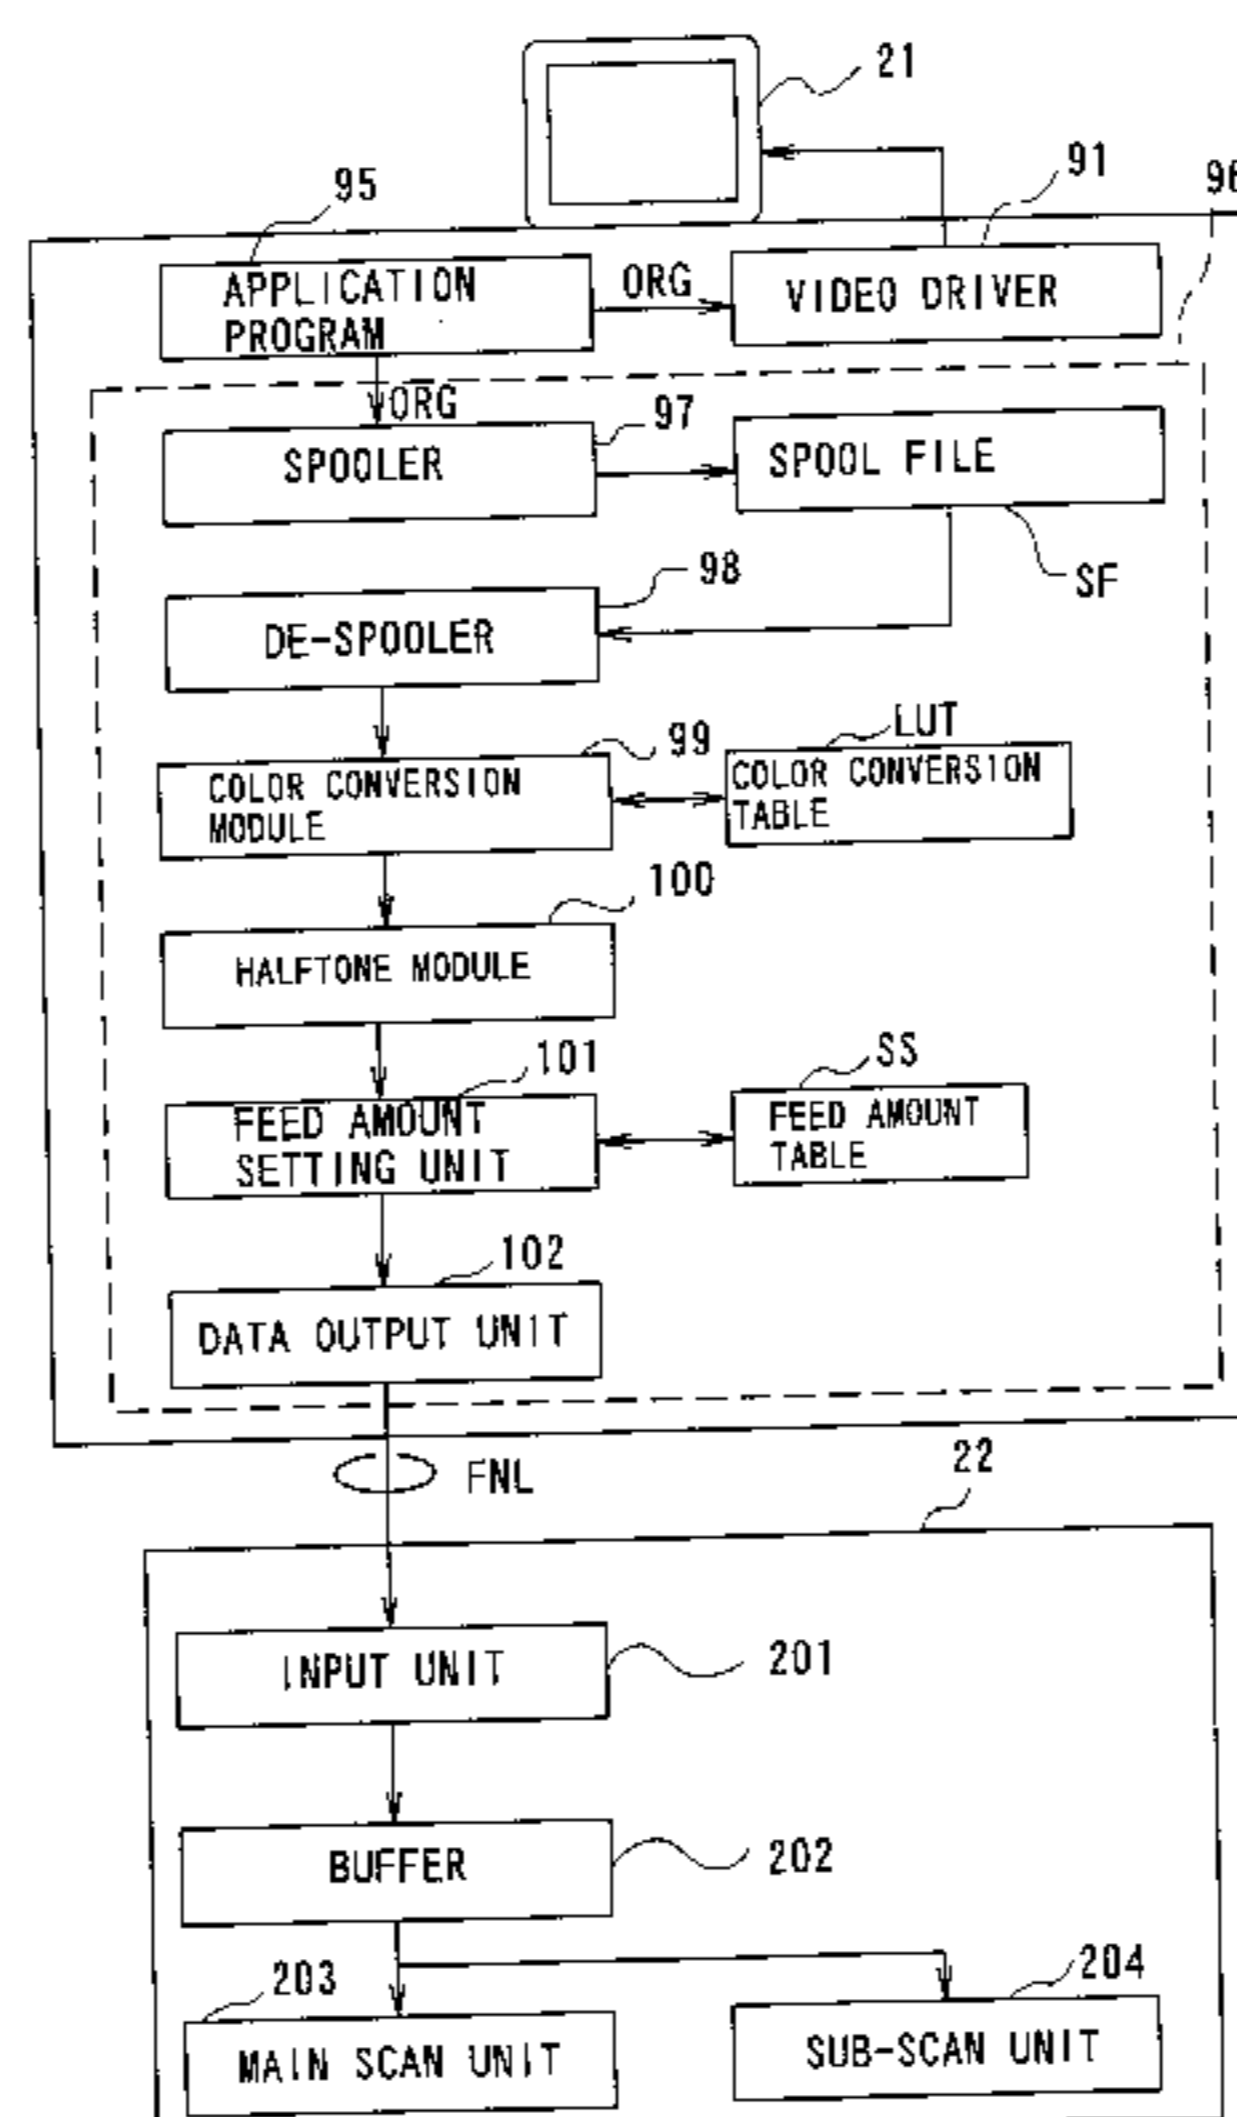 21
91
96
95
APPLICATION
PROGRAM
ORG
VIDEO DRIVER
ORG
97
SPOOLER
SPOOL FILE
98
SF
DE-SPOOLER
99
LUT
COLOR CONVERSION
MODULE
COLOR CONVERSION
TABLE
100
HALFTONE MODULE
101
SS
FEED AMOUNT
SETTING UNIT
FEED AMOUNT
TABLE
102
DATA OUTPUT UNIT
FNL
22
INPUT UNIT
201
BUFFER
202
203
204
MAIN SCAN UNIT
SUB-SCAN UNIT